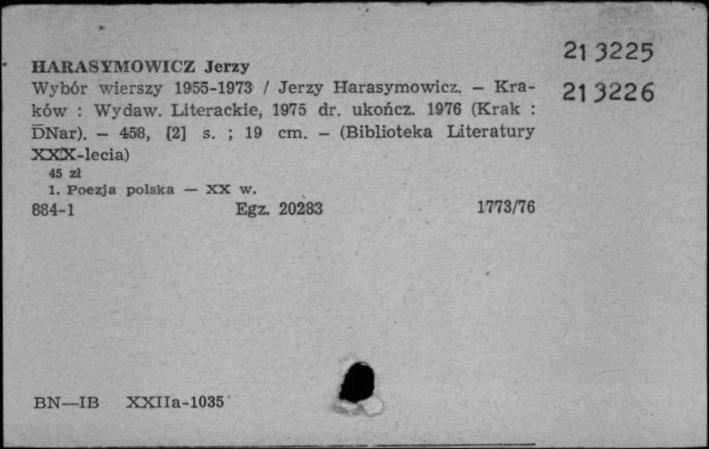 21 3225
HARASYMOWICZ Jerzy
Wybór wierszy 1955-1973 / Jerzy Harasymowicz. – Kra-
21 3226
ków : Wydaw. Literackie, 1975 dr. ukończ. 1976 (Krak :
DNar). – 458, [2] s. ; 19 cm. – (Biblioteka Literatury
XXX-lecia)
45 zł
1. Poezja polska — XX w.
884-1 Egz. 20283 1773/76
BN—IB XXIIa-1035